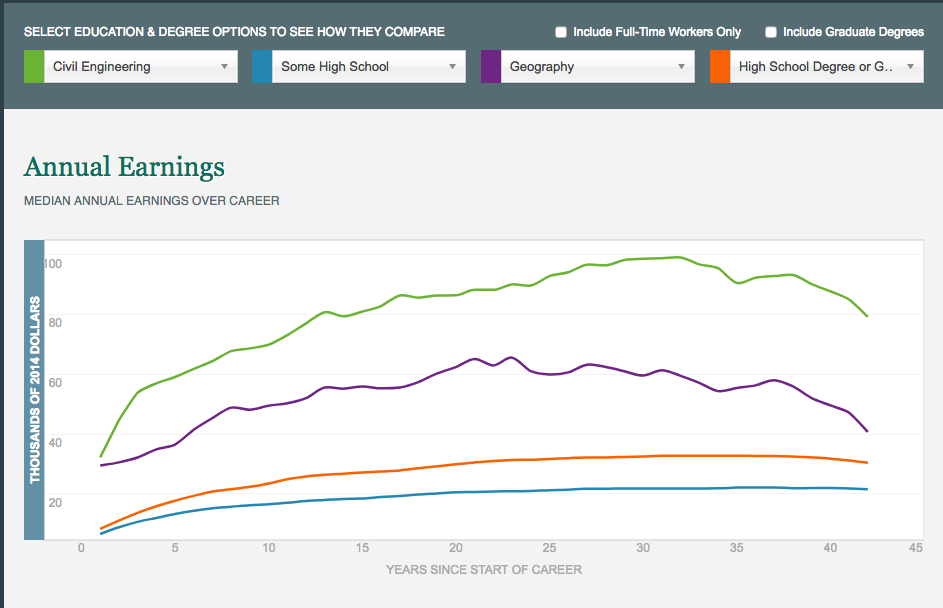 SELECT EDUCATION & DEGREE OPTIONS TO SEE HOW THEY COMPARE
Include Full-Time Workers Only
Include Graduate Degrees
Civil Engineering
Some High School
Geography
High School Degree or G...
Annual Earnings
MEDIAN ANNUAL EARNINGS OVER CAREER
THOUSANDS OF 2014 DOLLARS
100
80
60
40
20
0 5 10 15 20 25 30 35 40 45
YEARS SINCE START OF CAREER